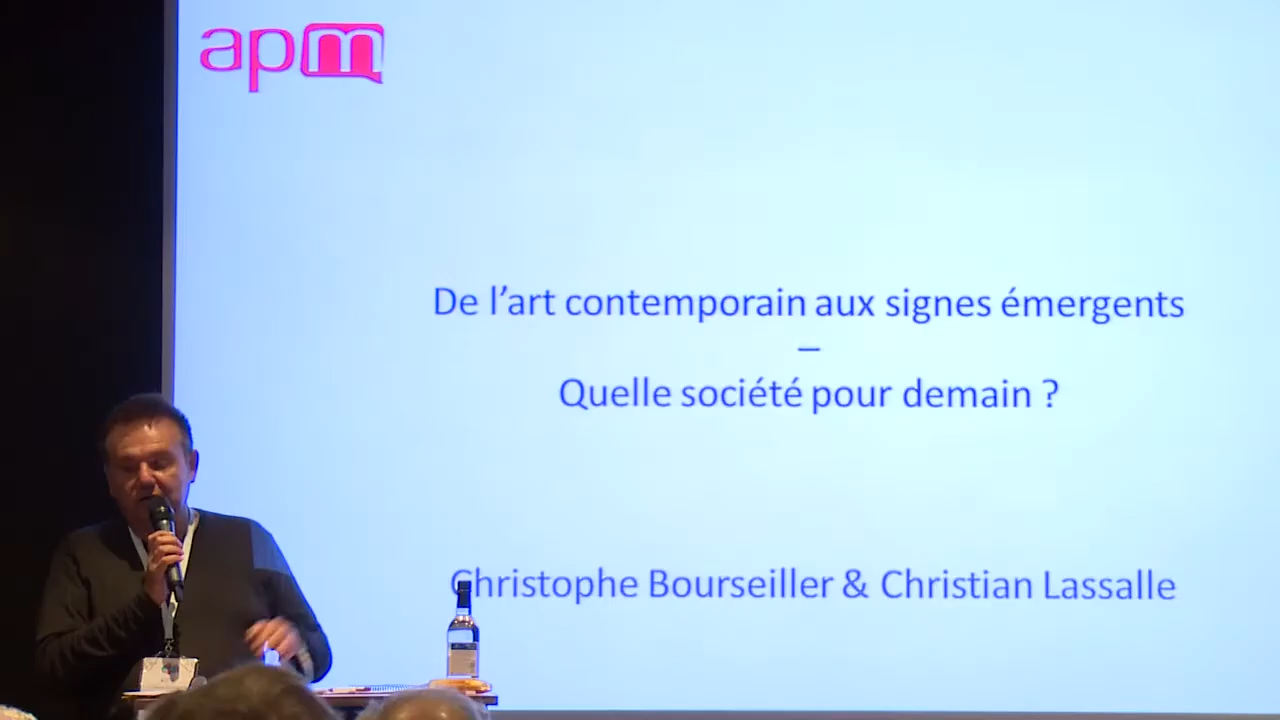 apm
De l'art contemporain aux signes émergents
–
Quelle société pour demain ?
Christophe Bourseiller & Christian Lassalle